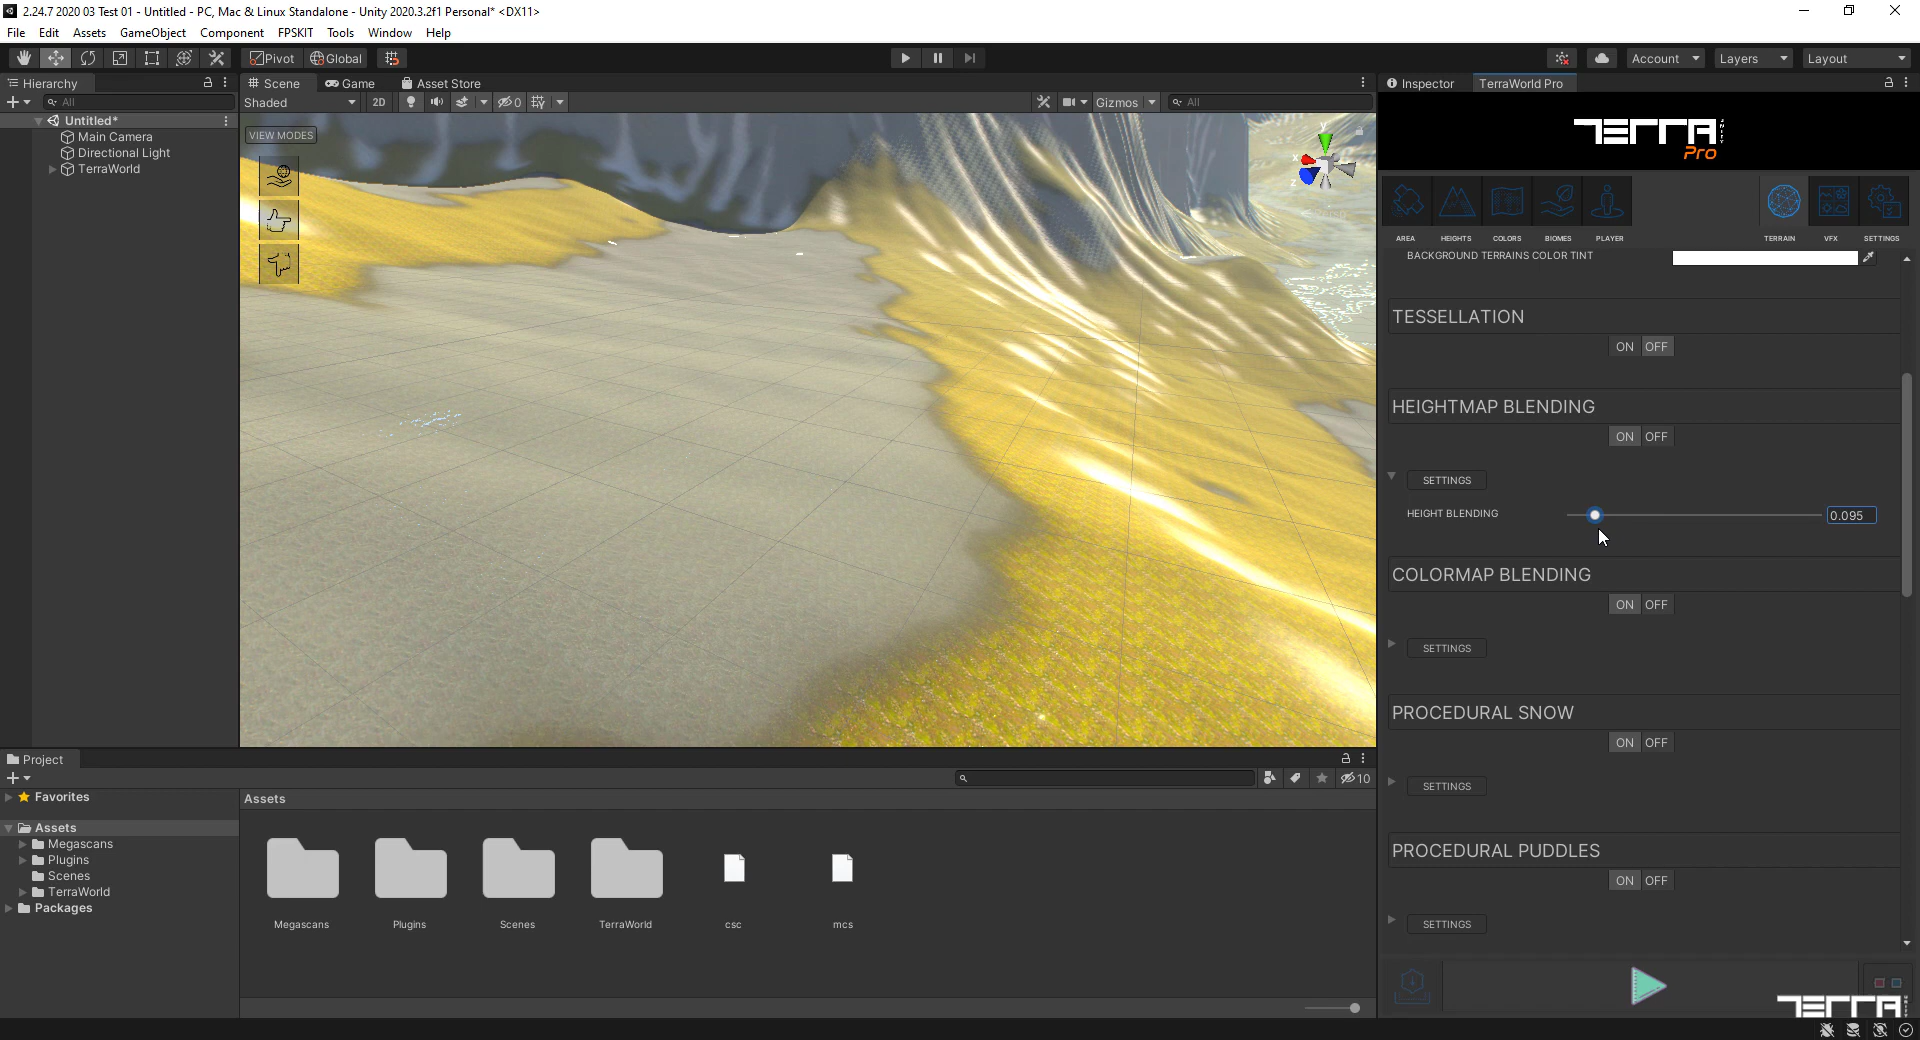 2.24.7 2020 03 Test 01 - Untitled - PC, Mac & Linux Standalone - Unity 2020.3.2f1 Personal* <DX11>
File Edit Assets GameObject Component FPSKIT Tools Window Help
Pivot Global Account Layers Layout
Hierarchy Scene Game Asset Store Inspector TerraWorld Pro
All Shaded 2D 0 Gizmos All
Untitled*
Main Camera
Directional Light
TerraWorld
VIEW MODES
y
x
z
TERRA UNITY
Pro
AREA HEIGHTS COLORS BIOMES PLAYER TERRAIN VFX SETTINGS
BACKGROUND TERRAINS COLOR TINT
TESSELLATION
ON OFF
HEIGHTMAP BLENDING
ON OFF
SETTINGS
HEIGHT BLENDING 0.095
COLORMAP BLENDING
ON OFF
SETTINGS
PROCEDURAL SNOW
ON OFF
SETTINGS
PROCEDURAL PUDDLES
ON OFF
SETTINGS
Project
10
Favorites
Assets
Megascans
Plugins
Scenes
TerraWorld
Packages
Assets
Megascans Plugins Scenes TerraWorld csc mcs
TERRA